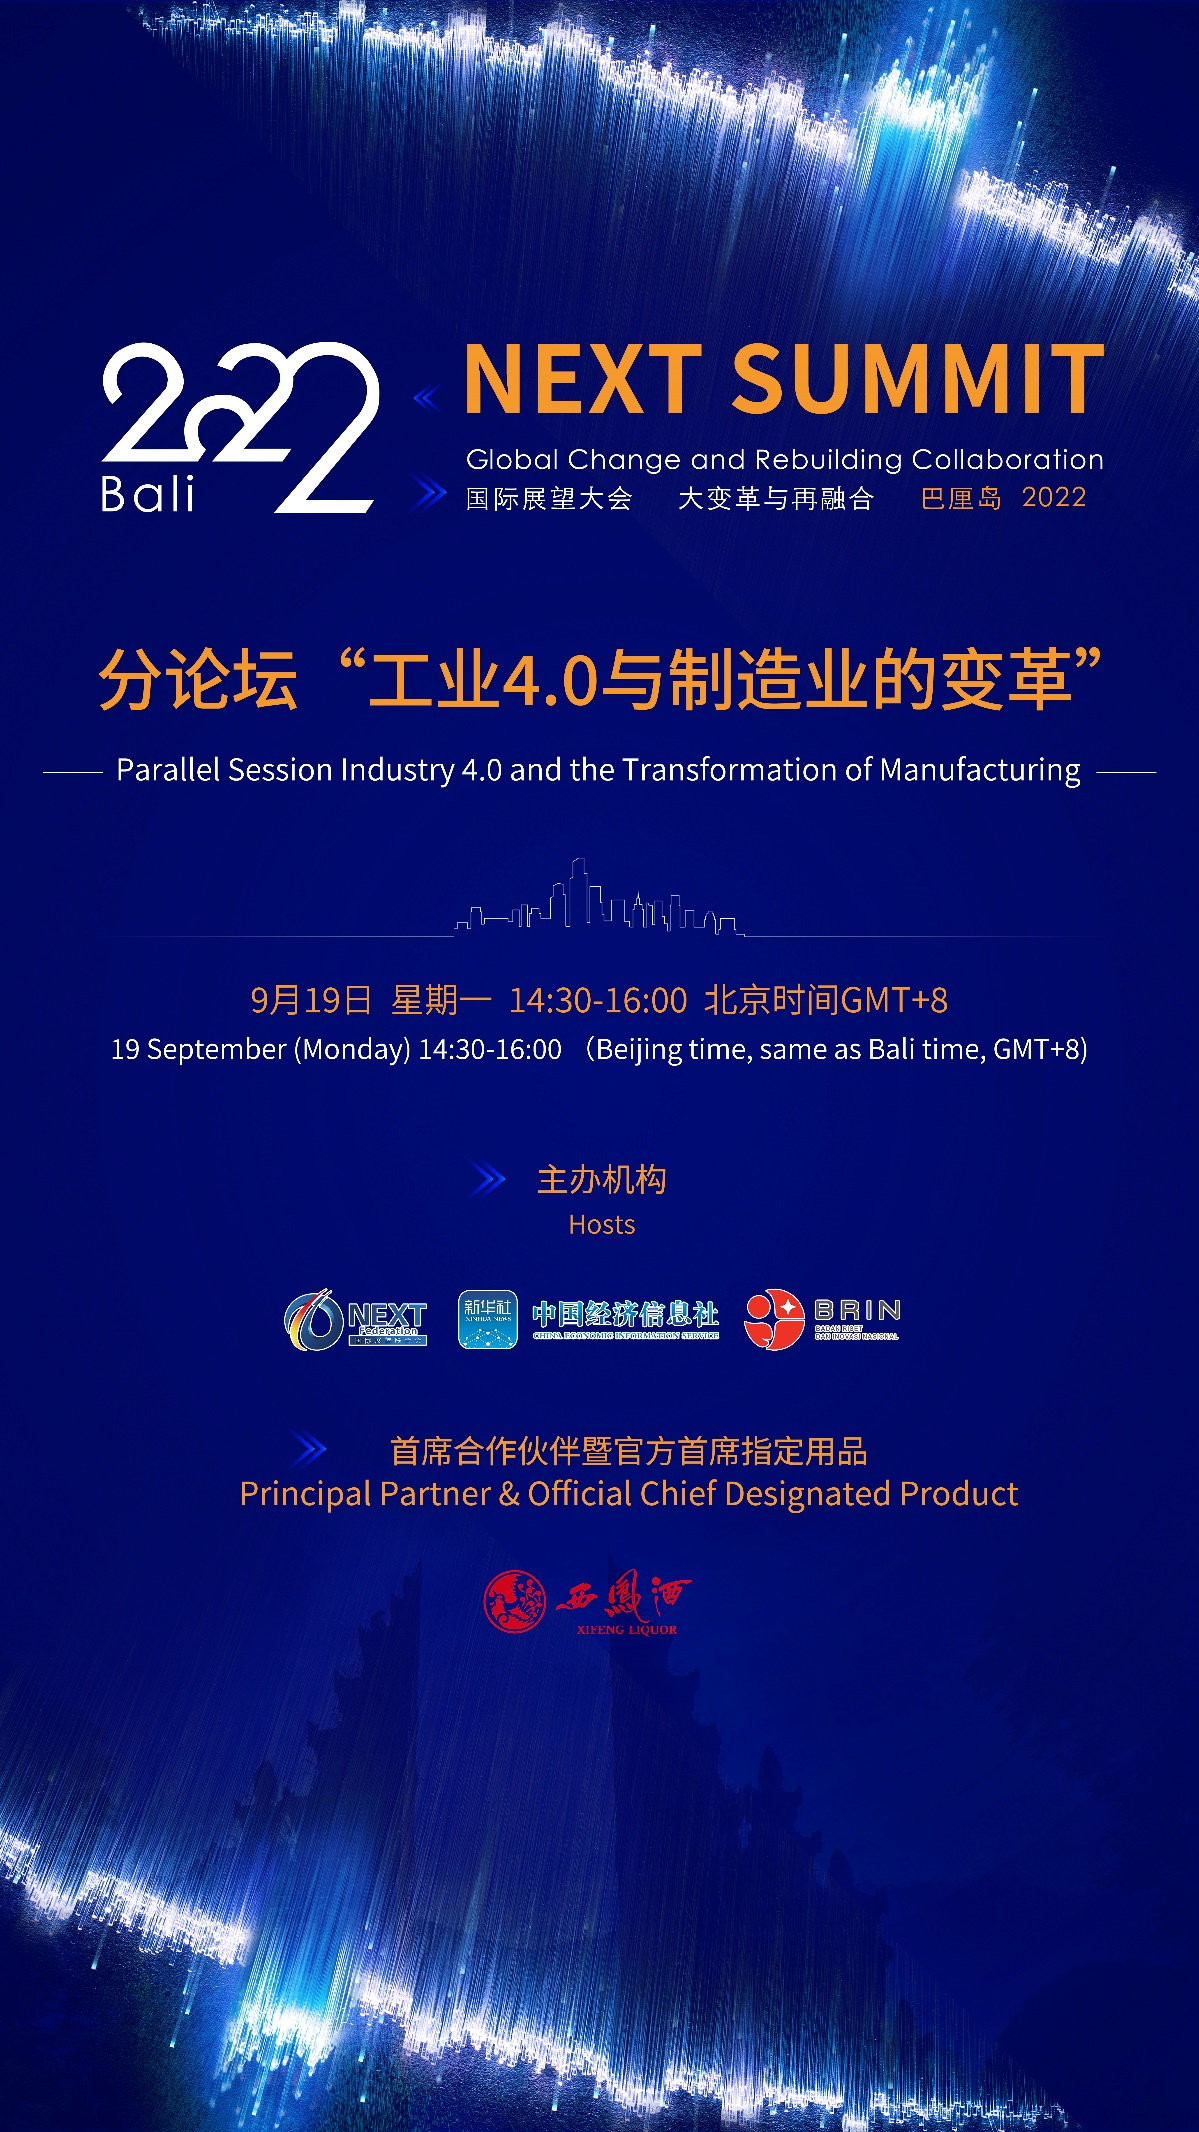 2022
Bali
NEXT SUMMIT
Global Change and Rebuilding Collaboration
国际展望大会 大变革与再融合 巴厘岛 2022
分论坛“工业4.0与制造业的变革”
Parallel Session Industry 4.0 and the Transformation of Manufacturing
9月19日 星期一 14:30-16:00 北京时间GMT+8
19 September (Monday) 14:30-16:00 （Beijing time, same as Bali time, GMT+8)
主办机构
Hosts
NEXT
Federation
新华社
XINHUA NEWS
中国经济信息社
CHINA ECONOMIC INFORMATION SERVICE
BRIN
BADAN RISET
DAN INOVASI NASIONAL
首席合作伙伴暨官方首席指定用品
Principal Partner & Official Chief Designated Product
西鳳酒
XIFENG LIQUOR